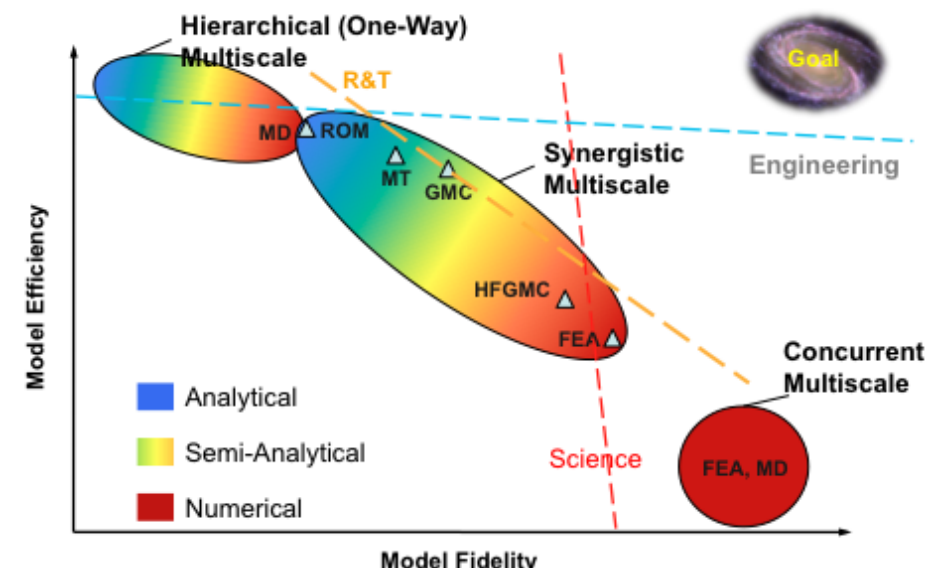 Hierarchical (One-Way)
Multiscale
R&T
Goal
MD
ROM
MT
GMC
Synergistic
Multiscale
Engineering
HFGMC
FEA
Model Efficiency
Concurrent
Multiscale
Analytical
Semi-Analytical
Numerical
Science
FEA, MD
Model Fidelity